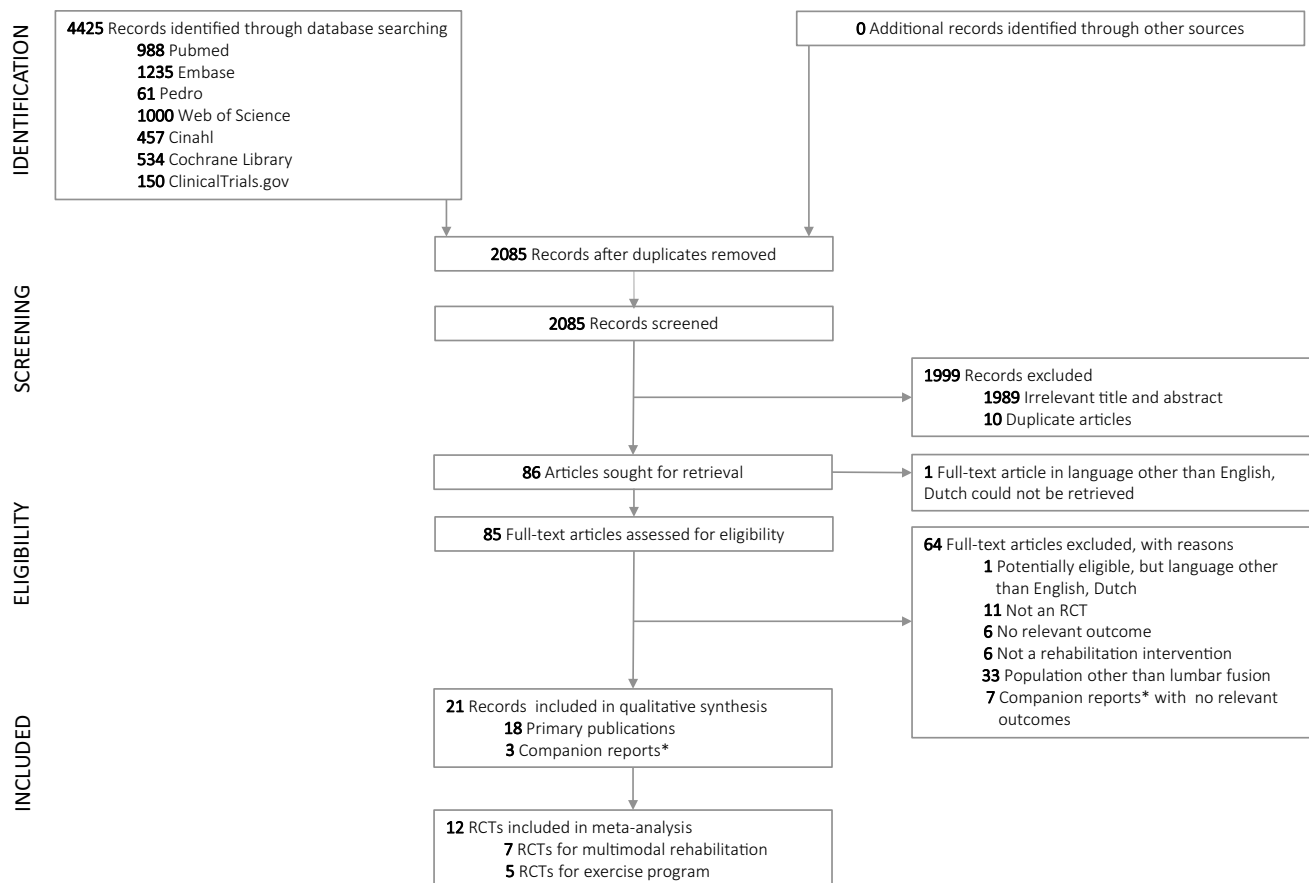 IDENTIFICATION
4425 Records identified through database searching
988 Pubmed
1235 Embase
61 Pedro
1000 Web of Science
457 Cinahl
534 Cochrane Library
150 ClinicalTrials.gov
0 Additional records identified through other sources
2085 Records after duplicates removed
SCREENING
2085 Records screened
1999 Records excluded
1989 Irrelevant title and abstract
10 Duplicate articles
86 Articles sought for retrieval
1 Full-text article in language other than English,
Dutch could not be retrieved
ELIGIBILITY
85 Full-text articles assessed for eligibility
64 Full-text articles excluded, with reasons
1 Potentially eligible, but language other
than English, Dutch
11 Not an RCT
6 No relevant outcome
6 Not a rehabilitation intervention
33 Population other than lumbar fusion
7 Companion reports* with no relevant
outcomes
INCLUDED
21 Records included in qualitative synthesis
18 Primary publications
3 Companion reports*
12 RCTs included in meta-analysis
7 RCTs for multimodal rehabilitation
5 RCTs for exercise program